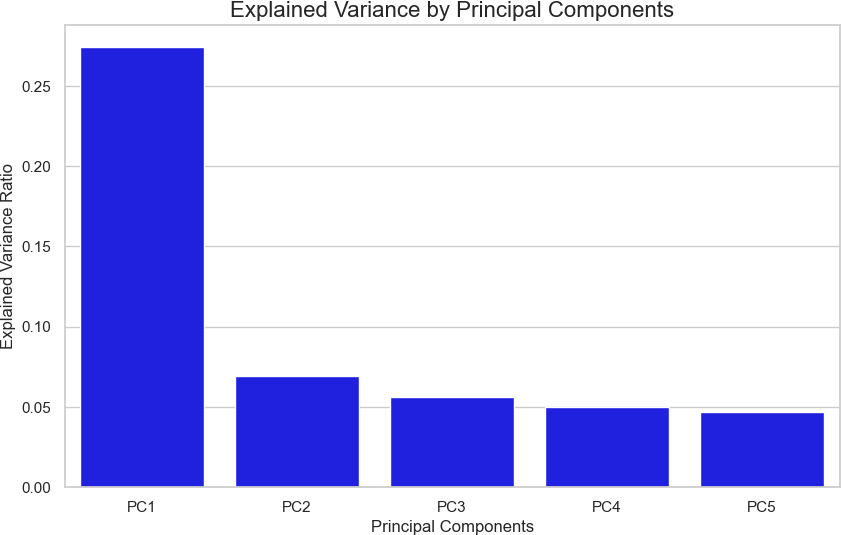 Explained Variance by Principal Components
Explained Variance Ratio
0.25
0.20
0.15
0.10
0.05
0.00
PC1 PC2 PC3 PC4 PC5
Principal Components